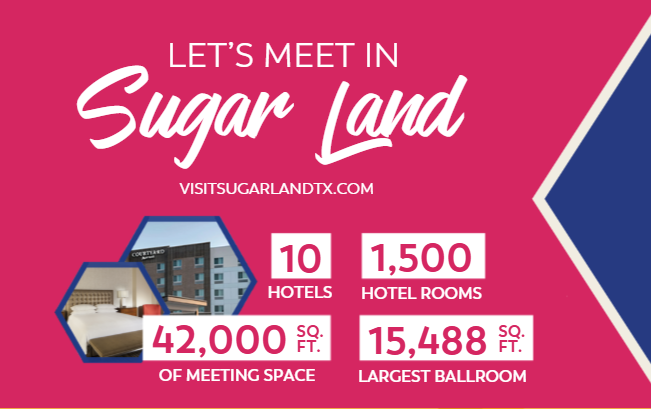 LET'S MEET IN
Sugar Land
VISITSUGARLANDTX.COM
COURTYARD
10
HOTELS
1,500
HOTEL ROOMS
42,000 SQ. FT.
OF MEETING SPACE
15,488 SQ. FT.
LARGEST BALLROOM